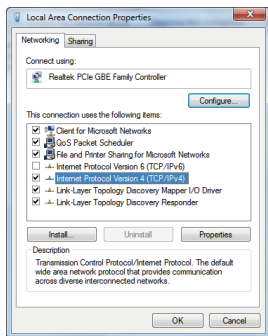 Local Area Connection Properties
Networking
Sharing
Connect using:
Realtek PCIe GBE Family Controller
Configure...
This connection uses the following items:
Client for Microsoft Networks
QoS Packet Scheduler
File and Printer Sharing for Microsoft Networks
Internet Protocol Version 6 (TCP/IPv6)
Internet Protocol Version 4 (TCP/IPv4)
Link-Layer Topology Discovery Mapper I/O Driver
Link-Layer Topology Discovery Responder
Install...
Uninstall
Properties
Description
Transmission Control Protocol/Internet Protocol. The default
wide area network protocol that provides communication
across diverse interconnected networks.
OK
Cancel